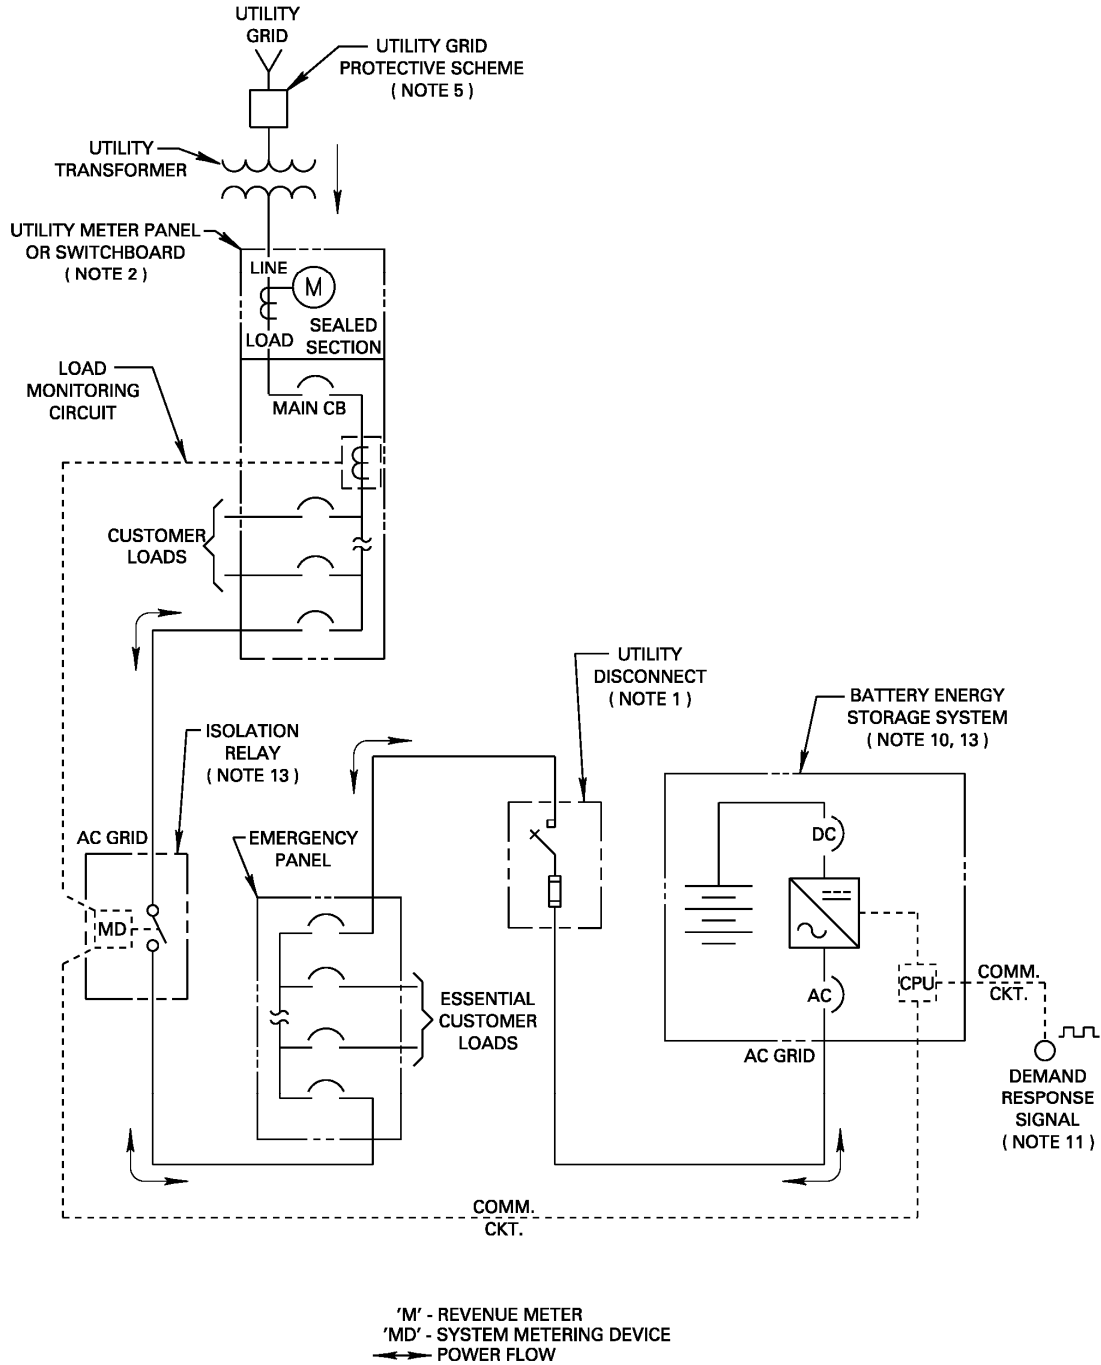 UTILITY
GRID
UTILITY GRID
PROTECTIVE SCHEME
( NOTE 5 )
UTILITY
TRANSFORMER
UTILITY METER PANEL
OR SWITCHBOARD
( NOTE 2 )
LINE
M
LOAD
SEALED
SECTION
LOAD
MONITORING
CIRCUIT
MAIN CB
CUSTOMER
LOADS
UTILITY
DISCONNECT
( NOTE 1 )
BATTERY ENERGY
STORAGE SYSTEM
( NOTE 10, 13 )
ISOLATION
RELAY
( NOTE 13 )
AC GRID
EMERGENCY
PANEL
DC
MD
CPU
AC
COMM.
CKT.
ESSENTIAL
CUSTOMER
LOADS
AC GRID
DEMAND
RESPONSE
SIGNAL
( NOTE 11 )
COMM.
CKT.
'M' - REVENUE METER
'MD' - SYSTEM METERING DEVICE
POWER FLOW